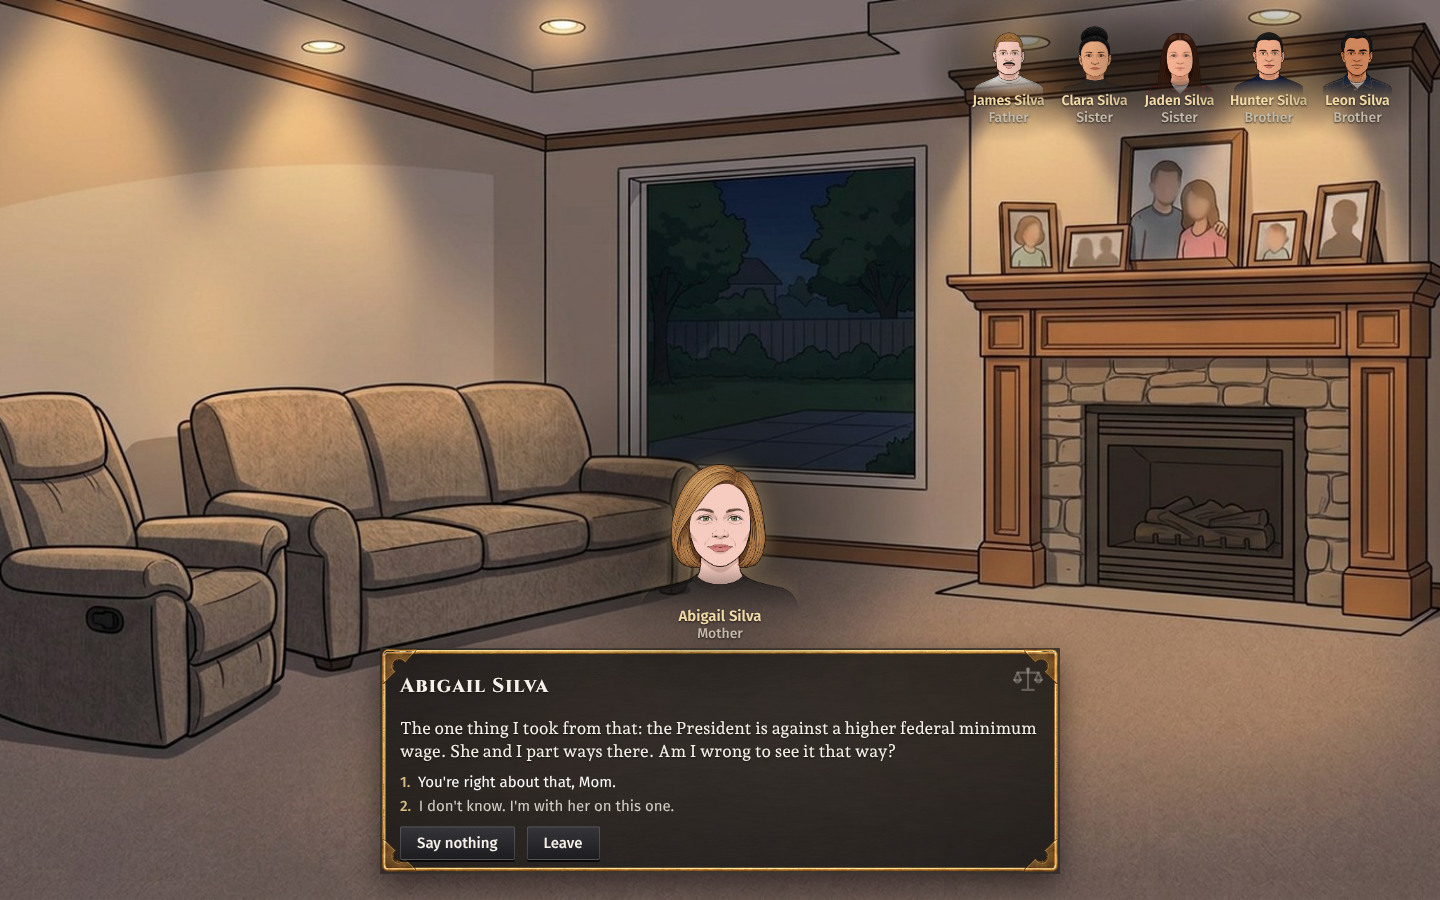 James Silva
Father
Clara Silva
Sister
Jaden Silva
Sister
Hunter Silva
Brother
Leon Silva
Brother
Abigail Silva
Mother
Abigail Silva
The one thing I took from that: the President is against a higher federal minimum
wage. She and I part ways there. Am I wrong to see it that way?
1. You're right about that, Mom.
2. I don't know. I'm with her on this one.
Say nothing
Leave